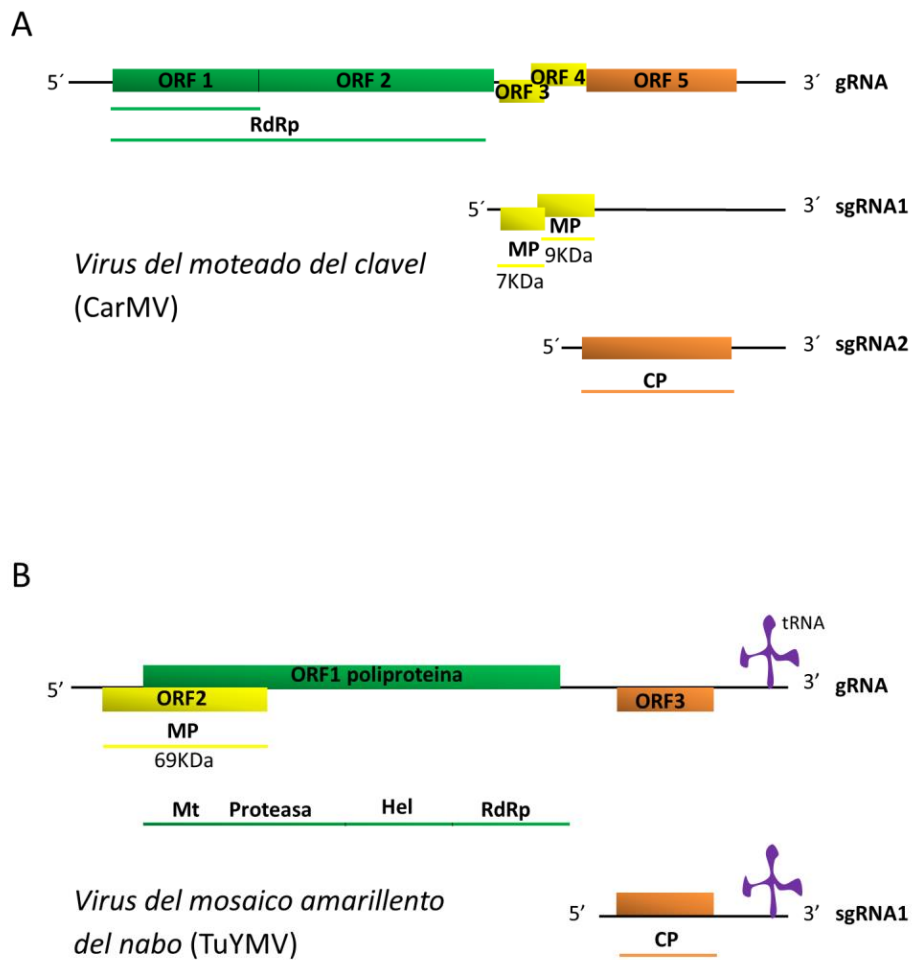 A
5´ ORF 1 ORF 2 ORF 3 ORF 4 ORF 5 3´ gRNA
RdRp
5´ 3´ sgRNA1
MP MP
7KDa 9KDa
Virus del moteado del clavel
(CarMV)
5´ 3´ sgRNA2
CP
B
tRNA
5´ ORF1 poliproteina 3´ gRNA
ORF2 ORF3
MP
69KDa
Mt Proteasa Hel RdRp
Virus del mosaico amarillento
del nabo (TuYMV)
5’ 3’ sgRNA1
CP